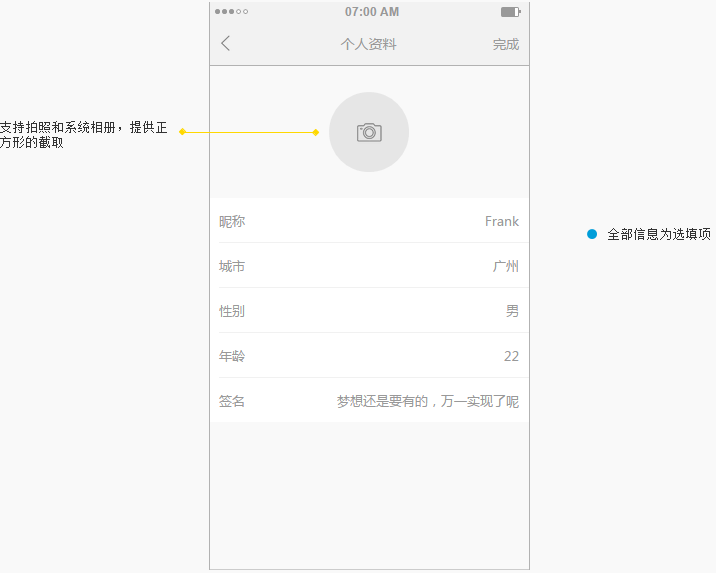 07:00 AM
个人资料
完成
支持拍照和系统相册，提供正
方形的截取
昵称
Frank
全部信息为选填项
城市
广州
性别
男
年龄
22
签名
梦想还是要有的，万一实现了呢